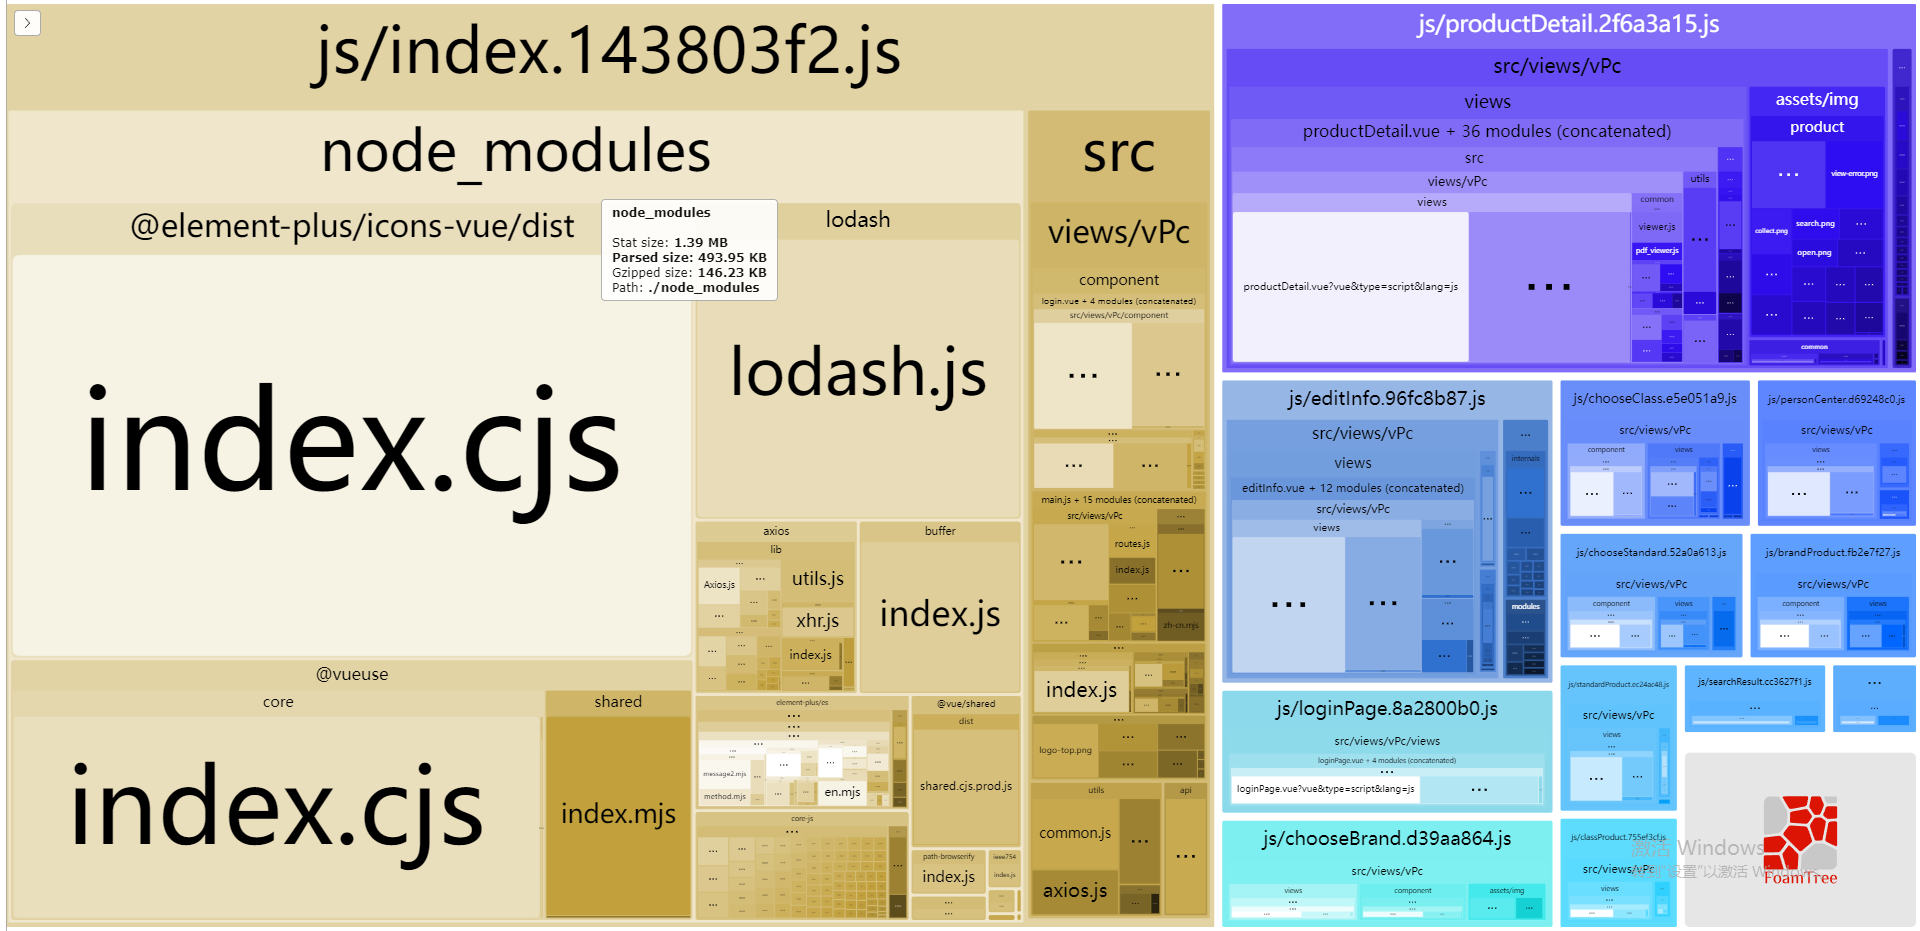 js/index.143803f2.js
node_modules
@element-plus/icons-vue/dist
index.cjs
node_modules
Stat size: 1.39 MB
Parsed size: 493.95 KB
Gzipped size: 146.23 KB
Path: ./node_modules
lodash
lodash.js
@vueuse
core
index.cjs
shared
index.mjs
axios
lib
...
Axios.js
...
utils.js
xhr.js
index.js
buffer
index.js
element-plus/es
...
...
...
message2.mjs
method.mjs
en.mjs
@vue/shared
dist
shared.cjs.prod.js
core-js
...
path-browserify
index.js
ieee754
index.js
src
views/vPc
component
login.vue + 4 modules (concatenated)
src/views/vPc/component
...
...
main.js + 15 modules (concatenated)
src/views/vPc
routes.js
index.js
zh-cn.mjs
index.js
logo-top.png
utils
common.js
axios.js
api
...
js/productDetail.2f6a3a15.js
src/views/vPc
views
productDetail.vue + 36 modules (concatenated)
src
views/vPc
views
productDetail.vue?vue&type=script&lang=js
...
common
...
viewer.js
pdf_viewer.js
utils
...
assets/img
product
...
view-error.png
collect.png
search.png
open.png
common
js/editInfo.96fc8b87.js
src/views/vPc
views
editInfo.vue + 12 modules (concatenated)
src/views/vPc
views
...
...
internals
modules
js/chooseClass.e5e051a9.js
src/views/vPc
component
views
js/personCenter.d69248c0.js
src/views/vPc
views
js/chooseStandard.52a0a613.js
src/views/vPc
component
views
js/brandProduct.fb2e7f27.js
src/views/vPc
component
views
js/loginPage.8a2800b0.js
src/views/vPc/views
loginPage.vue + 4 modules (concatenated)
...
loginPage.vue?vue&type=script&lang=js
...
js/standardProduct.ec24ac48.js
src/views/vPc
views
js/searchResult.cc3627f1.js
...
js/chooseBrand.d39aa864.js
src/views/vPc
views
component
assets/img
js/classProduct.755ef3cf.js
src/views/vPc
views
激活 Windows
FoamTree